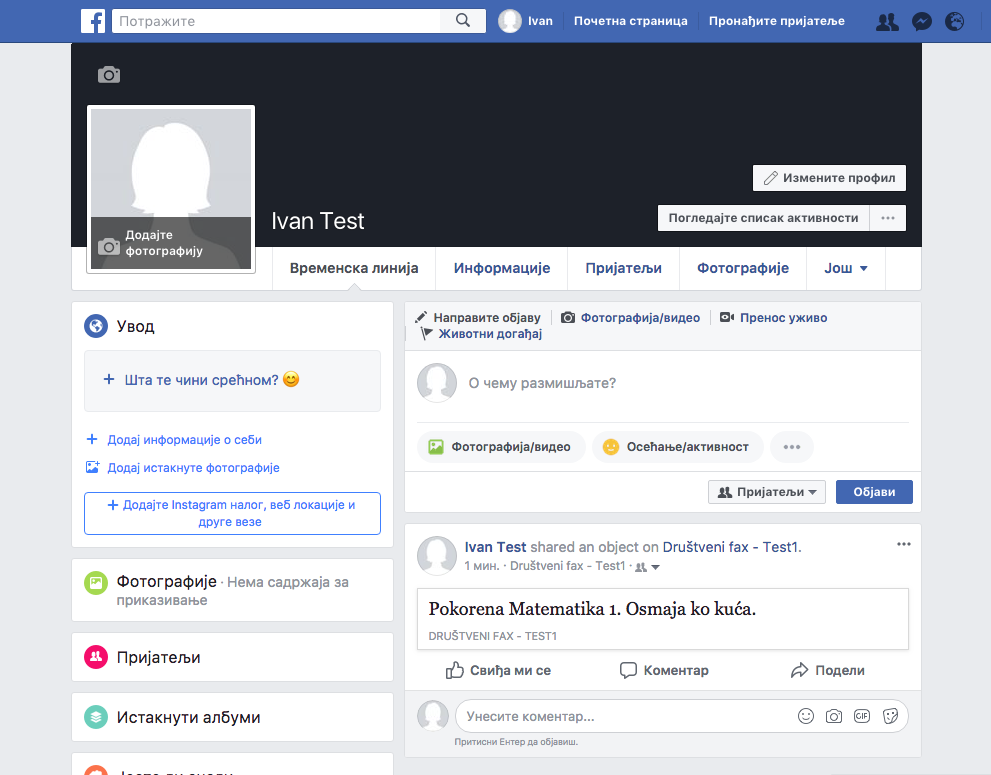 Потражите
Ivan
Почетна страница
Пронађите пријатеље
Измените профил
Погледајте списак активности
Ivan Test
Додајте
фотографију
Временска линија
Информације
Пријатељи
Фотографије
Још
Увод
Шта те чини срећном?
Додај информације о себи
Додај истакнуте фотографије
Додајте Instagram налог, веб локације и
друге везе
Фотографије · Нема садржаја за
приказивање
Пријатељи
Истакнути албуми
Направите објаву
Фотографија/видео
Пренос уживо
Животни догађај
О чему размишљате?
Фотографија/видео
Осећање/активност
Пријатељи
Објави
Ivan Test shared an object on Društveni fax - Test1.
1 мин. · Društveni fax - Test1 ·
Pokorena Matematika 1. Osmaja ko kuća.
DRUŠTVENI FAX - TEST1
Свиђа ми се
Коментар
Подели
Унесите коментар...
GIF
Притисни Ентер да објавиш.